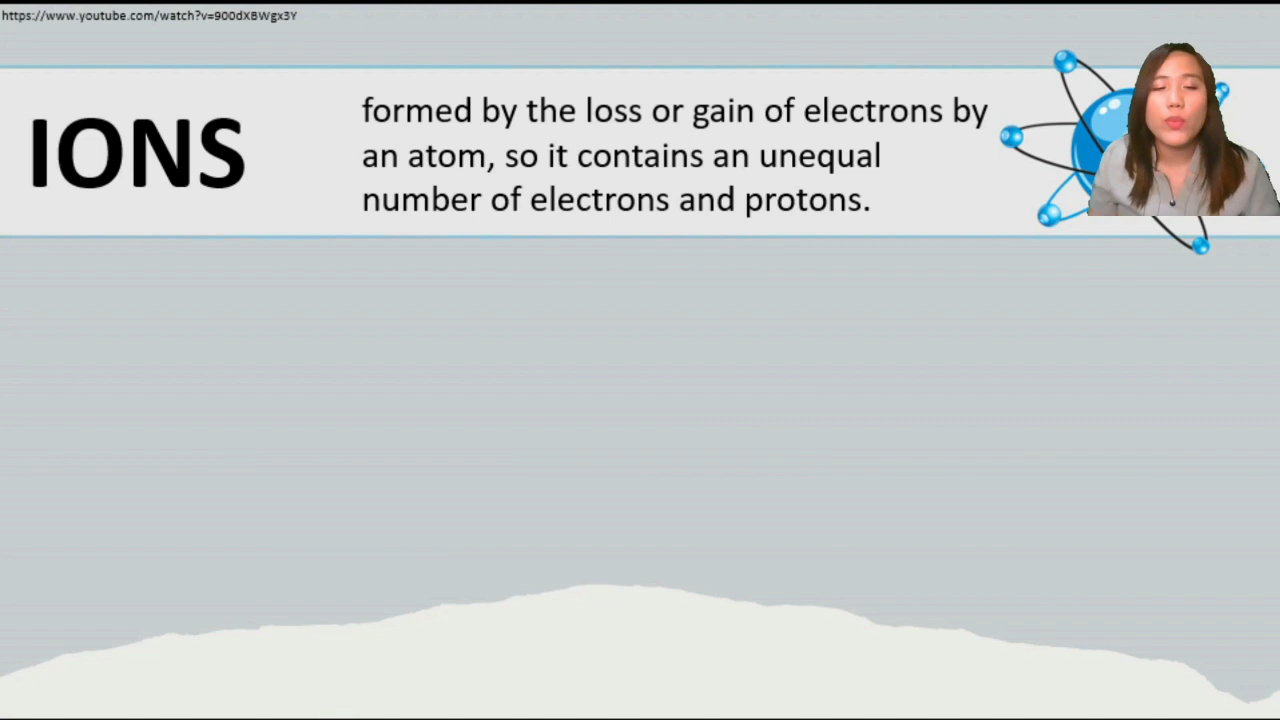 https://www.youtube.com/watch?v=900dXBWgx3Y
IONS
formed by the loss or gain of electrons by
an atom, so it contains an unequal
number of electrons and protons.